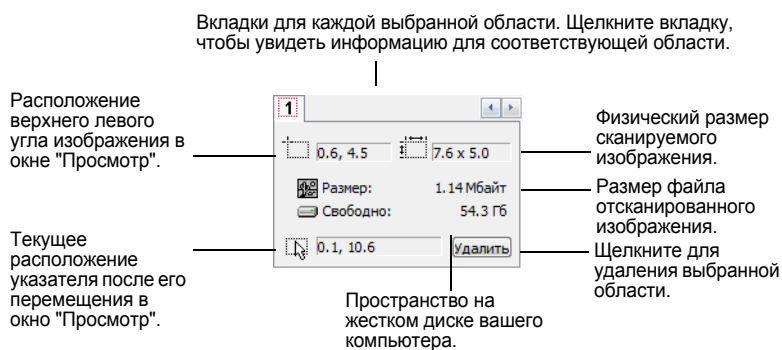 Вкладки для каждой выбранной области. Щелкните вкладку,
чтобы увидеть информацию для соответствующей области.
Расположение
верхнего левого
угла изображения в
окне "Просмотр".
1
0.6, 4.5
7.6 x 5.0
Размер:
1.14 Мбайт
Свободно:
54.3 Гб
0.1, 10.6
Удалить
Физический размер
сканируемого
изображения.
Размер файла
отсканированного
изображения.
Щелкните для
удаления выбранной
области.
Текущее
расположение
указателя после его
перемещения в
окно "Просмотр".
Пространство на
жестком диске вашего
компьютера.